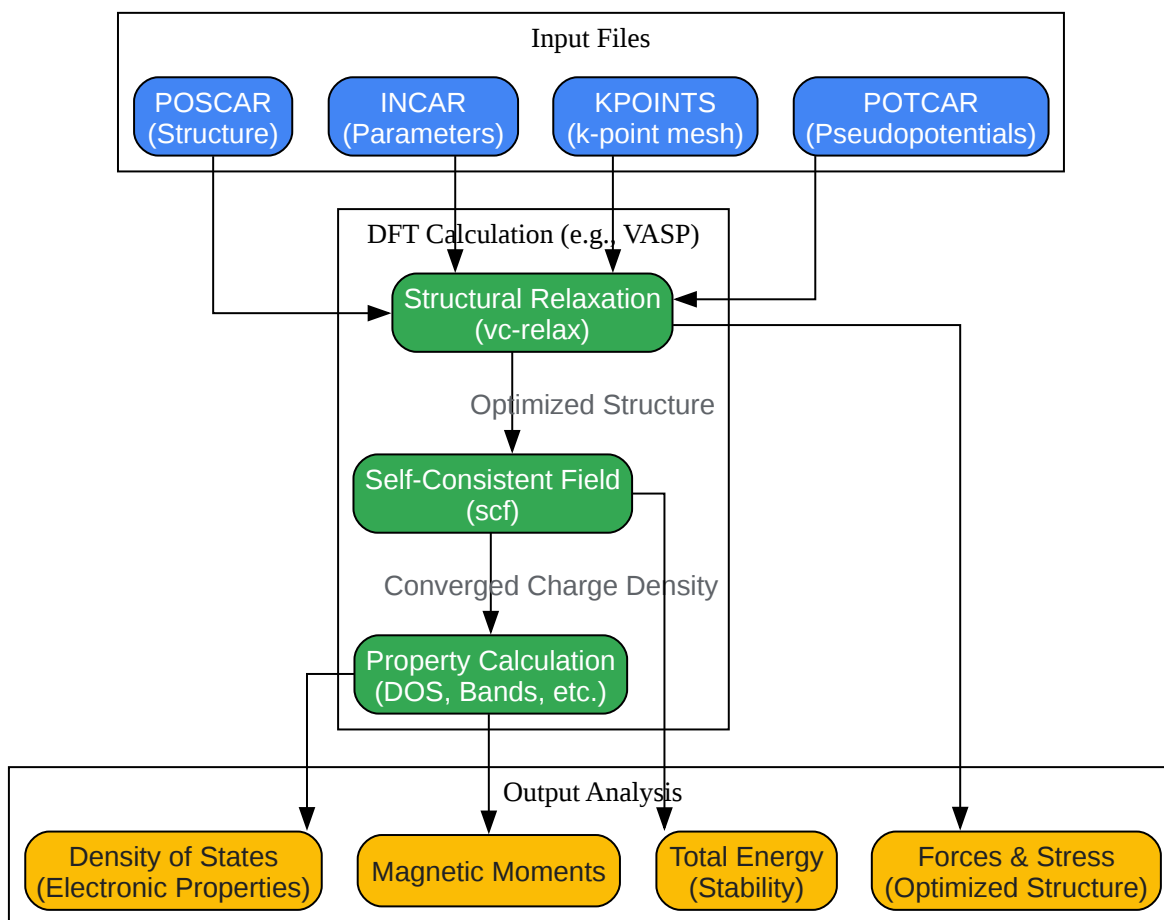 Input Files
POSCAR
(Structure)
INCAR
(Parameters)
KPOINTS
(k-point mesh)
POTCAR
(Pseudopotentials)
DFT Calculation (e.g., VASP)
Structural Relaxation
(vc-relax)
Optimized Structure
Self-Consistent Field
(scf)
Converged Charge Density
Property Calculation
(DOS, Bands, etc.)
Output Analysis
Density of States
(Electronic Properties)
Magnetic Moments
Total Energy
(Stability)
Forces & Stress
(Optimized Structure)